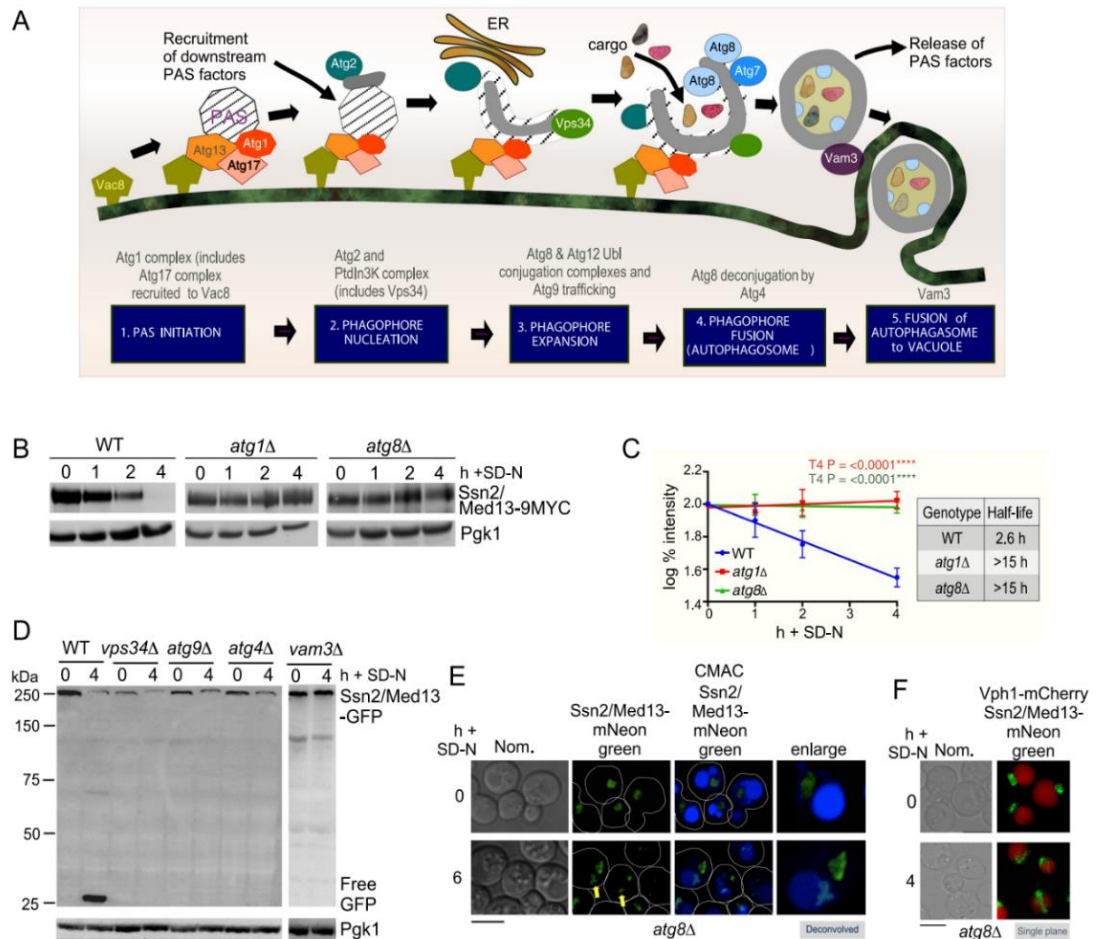 A
Recruitment
of downstream
PAS factors
ER
cargo
Release of
PAS factors
Atg2
Atg8
Atg8
Atg7
PAS
Atg13
Atg1
Atg17
Vps34
Vam3
Vac8
Atg1 complex (includes
Atg17 complex
recruited to Vac8
Atg2 and
PtdIn3K complex
(includes Vps34)
Atg8 & Atg12 Ubl
conjugation complexes and
Atg9 trafficking
Atg8 deconjugation by
Atg4
Vam3
1. PAS INITIATION
2. PHAGOPHORE
NUCLEATION
3. PHAGOPHORE
EXPANSION
4. PHAGOPHORE
FUSION
(AUTOPHAGOSOME )
5. FUSION of
AUTOPHAGASOME
to VACUOLE
B
WT atg1Δ atg8Δ
0 1 2 4 0 1 2 4 0 1 2 4 h +SD-N
Ssn2/
Med13-9MYC
Pgk1
C
T4 P = <0.0001****
T4 P = <0.0001****
log % intensity
2.2
2.0
1.8
1.6
1.4
WT
atg1Δ
atg8Δ
0 1 2 3 4
h + SD-N
Genotype Half-life
WT 2.6 h
atg1Δ >15 h
atg8Δ >15 h
D
WT vps34Δ atg9Δ atg4Δ vam3Δ
kDa 0 4 0 4 0 4 0 4 0 4 h + SD-N
250
150
75
50
25
Ssn2/Med13
-GFP
Free
GFP
Pgk1
E
h +
SD-N
Nom.
Ssn2/Med13-
mNeon
green
CMAC
Ssn2/
Med13-
mNeon
green
enlarge
0
6
atg8Δ
Deconvolved
F
h +
SD-N
Nom.
Vph1-mCherry
Ssn2/Med13-
mNeon
green
0
4
atg8Δ
Single plane